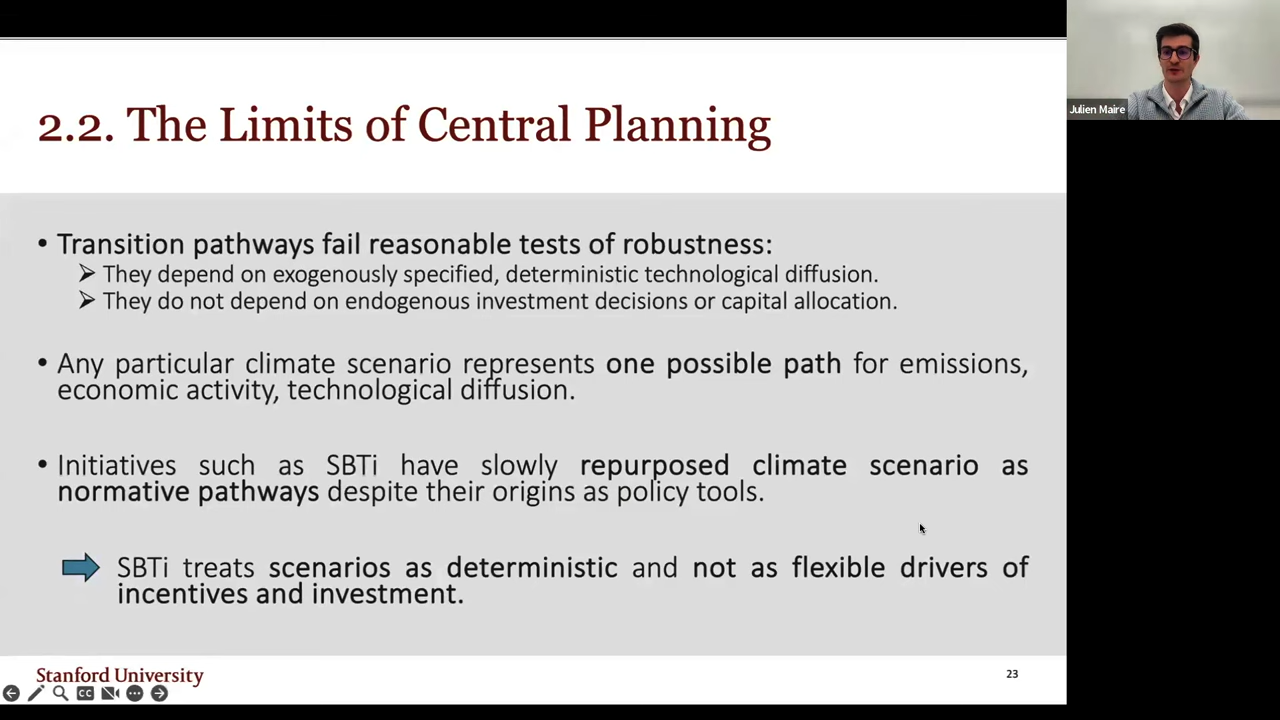 2.2. The Limits of Central Planning
Julien Maire
• Transition pathways fail reasonable tests of robustness:
➢ They depend on exogenously specified, deterministic technological diffusion.
➢ They do not depend on endogenous investment decisions or capital allocation.
• Any particular climate scenario represents one possible path for emissions,
economic activity, technological diffusion.
• Initiatives such as SBTi have slowly repurposed climate scenario as
normative pathways despite their origins as policy tools.
SBTi treats scenarios as deterministic and not as flexible drivers of
incentives and investment.
Stanford University
23
CC